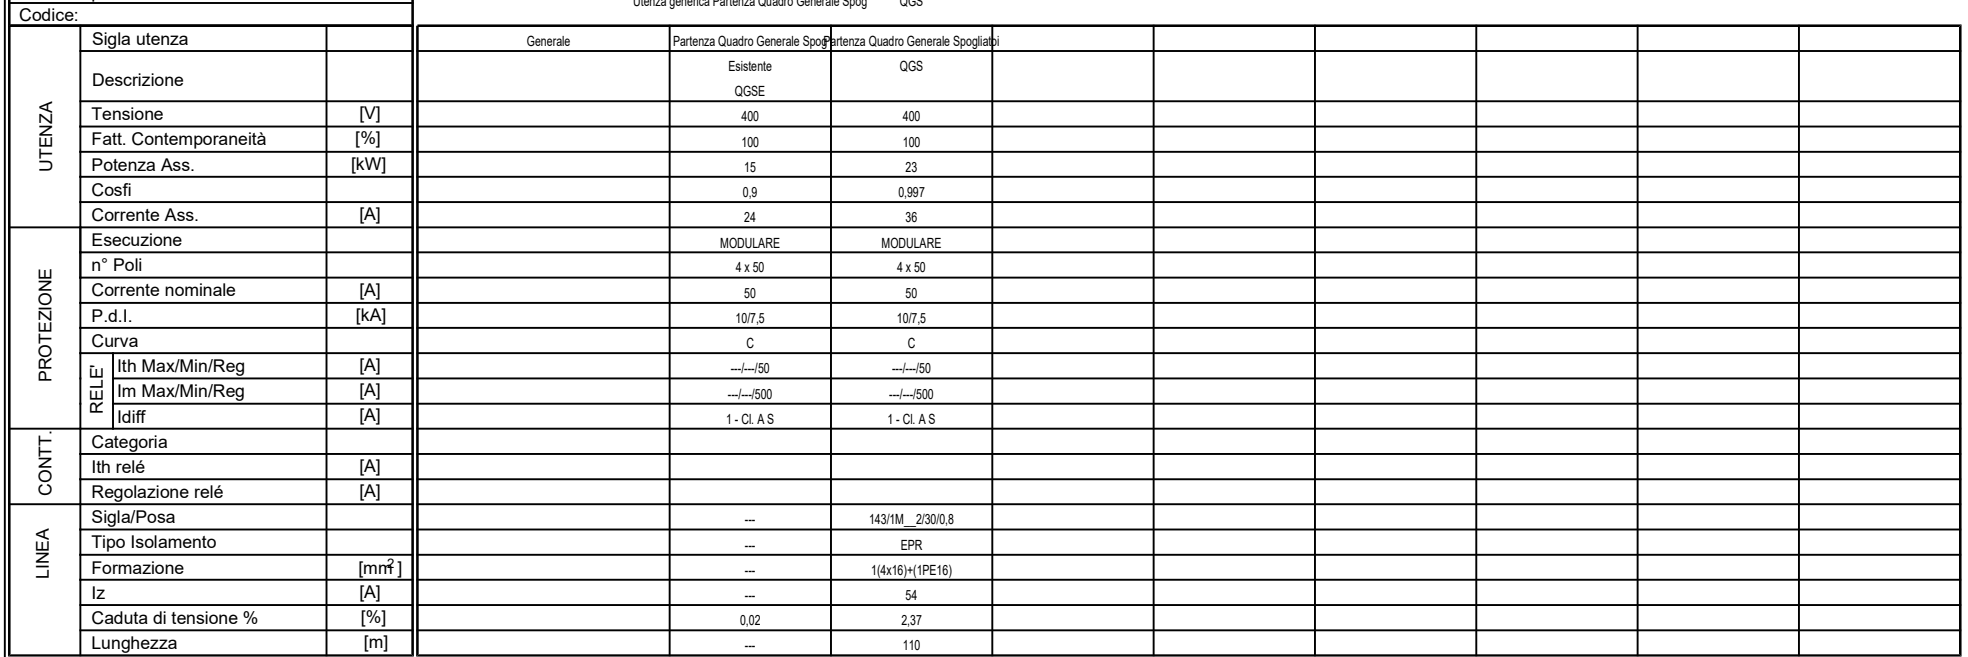 Utenza generica Partenza Quadro Generale Spog QGS
Codice:
UTENZA
Sigla utenza Generale Partenza Quadro Generale Spog Partenza Quadro Generale Spogliatoi
Descrizione Esistente QGS
QGSE
Tensione [V] 400 400
Fatt. Contemporaneità [%] 100 100
Potenza Ass. [kW] 15 23
Cosfi 0,9 0,997
Corrente Ass. [A] 24 36
PROTEZIONE
Esecuzione MODULARE MODULARE
n° Poli 4 x 50 4 x 50
Corrente nominale [A] 50 50
P.d.I. [kA] 10/7,5 10/7,5
Curva C C
RELE'
Ith Max/Min/Reg [A] ---/---/50 ---/---/50
Im Max/Min/Reg [A] ---/---/500 ---/---/500
Idiff [A] 1 - Cl. A S 1 - Cl. A S
CONTT.
Categoria
Ith relé [A]
Regolazione relé [A]
LINEA
Sigla/Posa --- 143/1M__2/30/0,8
Tipo Isolamento --- EPR
Formazione [mm2] --- 1(4x16)+(1PE16)
Iz [A] --- 54
Caduta di tensione % [%] 0,02 2,37
Lunghezza [m] --- 110